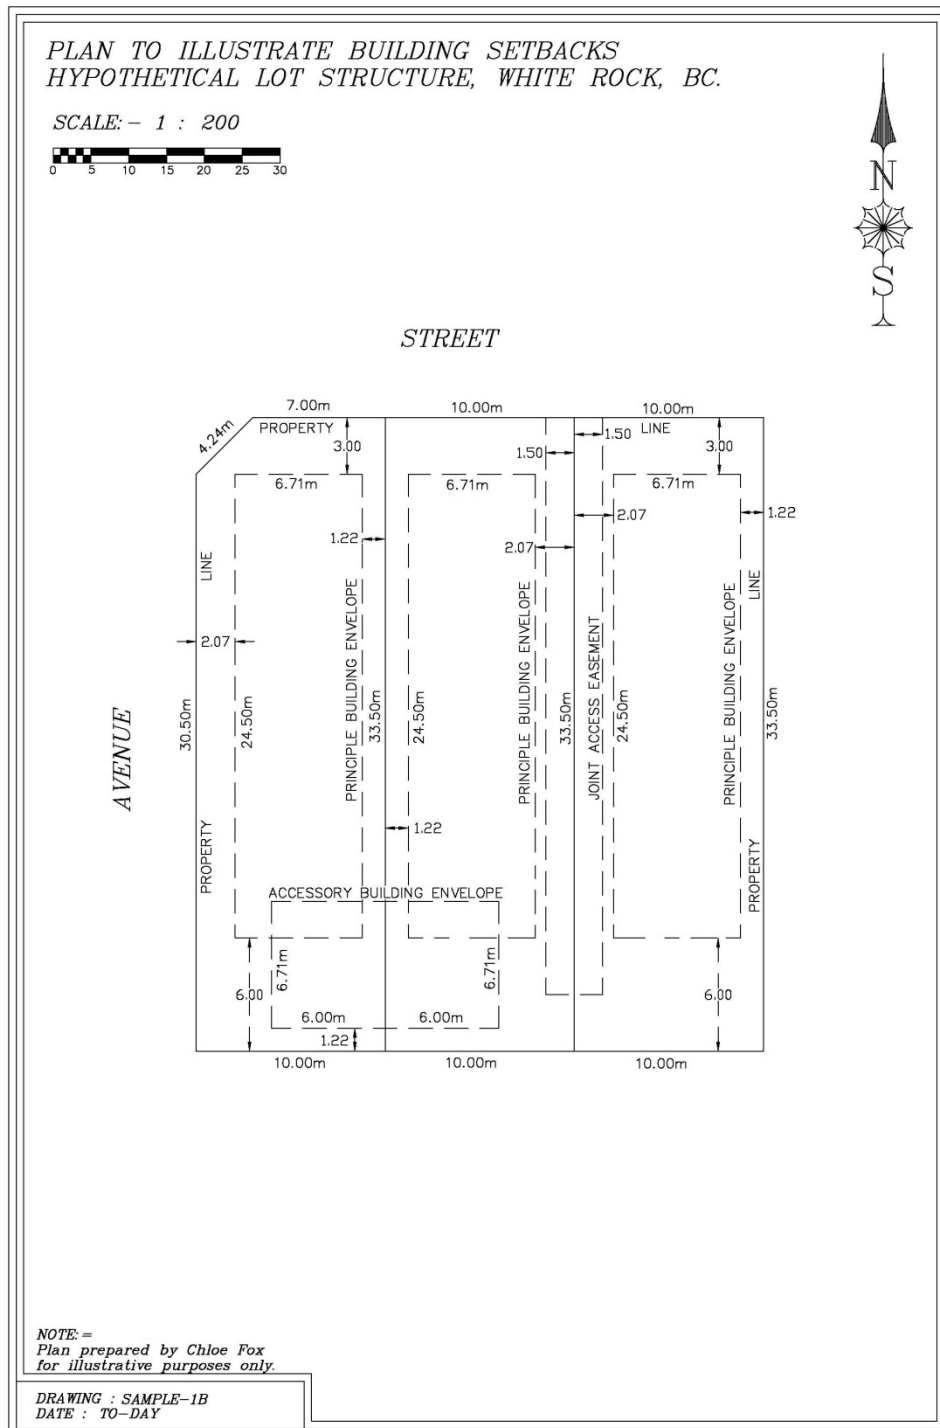 PLAN TO ILLUSTRATE BUILDING SETBACKS
HYPOTHETICAL LOT STRUCTURE, WHITE ROCK, BC.
SCALE:- 1 : 200
0 5 10 15 20 25 30
N
S
STREET
7.00m
10.00m
10.00m
4.24m
PROPERTY
LINE
3.00
1.50
1.50
3.00
6.71m
6.71m
6.71m
2.07
1.22
1.22
2.07
LINE
LINE
2.07
PRINCIPLE BUILDING ENVELOPE
PRINCIPLE BUILDING ENVELOPE
JOINT ACCESS EASEMENT
PRINCIPLE BUILDING ENVELOPE
AVENUE
30.50m
24.50m
33.50m
24.50m
33.50m
24.50m
33.50m
1.22
PROPERTY
PROPERTY
ACCESSORY BUILDING ENVELOPE
6.71m
6.71m
6.00
6.00
6.00m
6.00m
1.22
10.00m
10.00m
10.00m
NOTE:=
Plan prepared by Chloe Fox
for illustrative purposes only.
DRAWING : SAMPLE-1B
DATE : TO-DAY